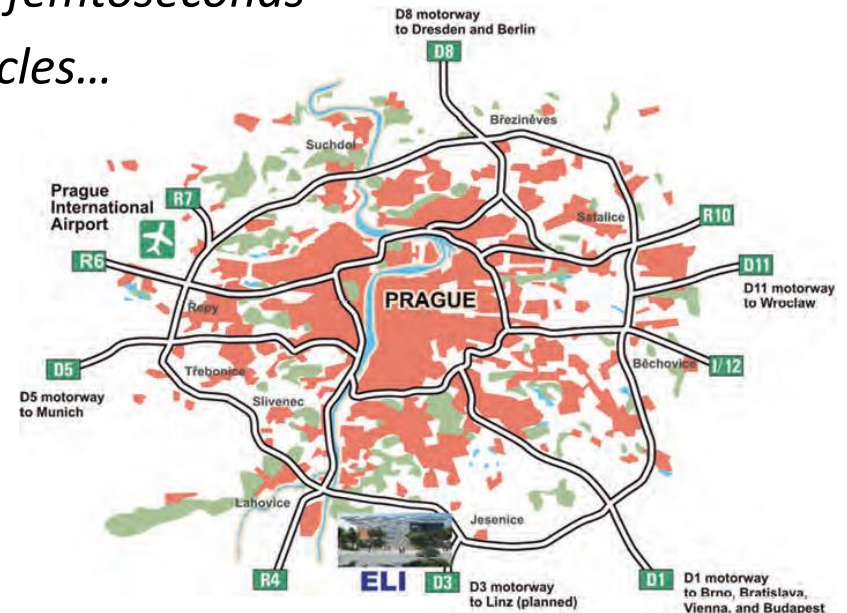 femtoseconds
cles...
D8 motorway
to Dresden and Berlin
D8
Březiněves
Suchdol
Prague
International
Airport
R7
Satalice
R10
R6
D11
D11 motorway
to Wroclaw
PRAGUE
Řepy
D5
Třebonice
Běchovice
I/12
D5 motorway
to Munich
Slivenec
Lahovice
Jesenice
R4
ELI
D3
D3 motorway
to Linz (planned)
D1
D1 motorway
to Brno, Bratislava,
Vienna, and Budapest